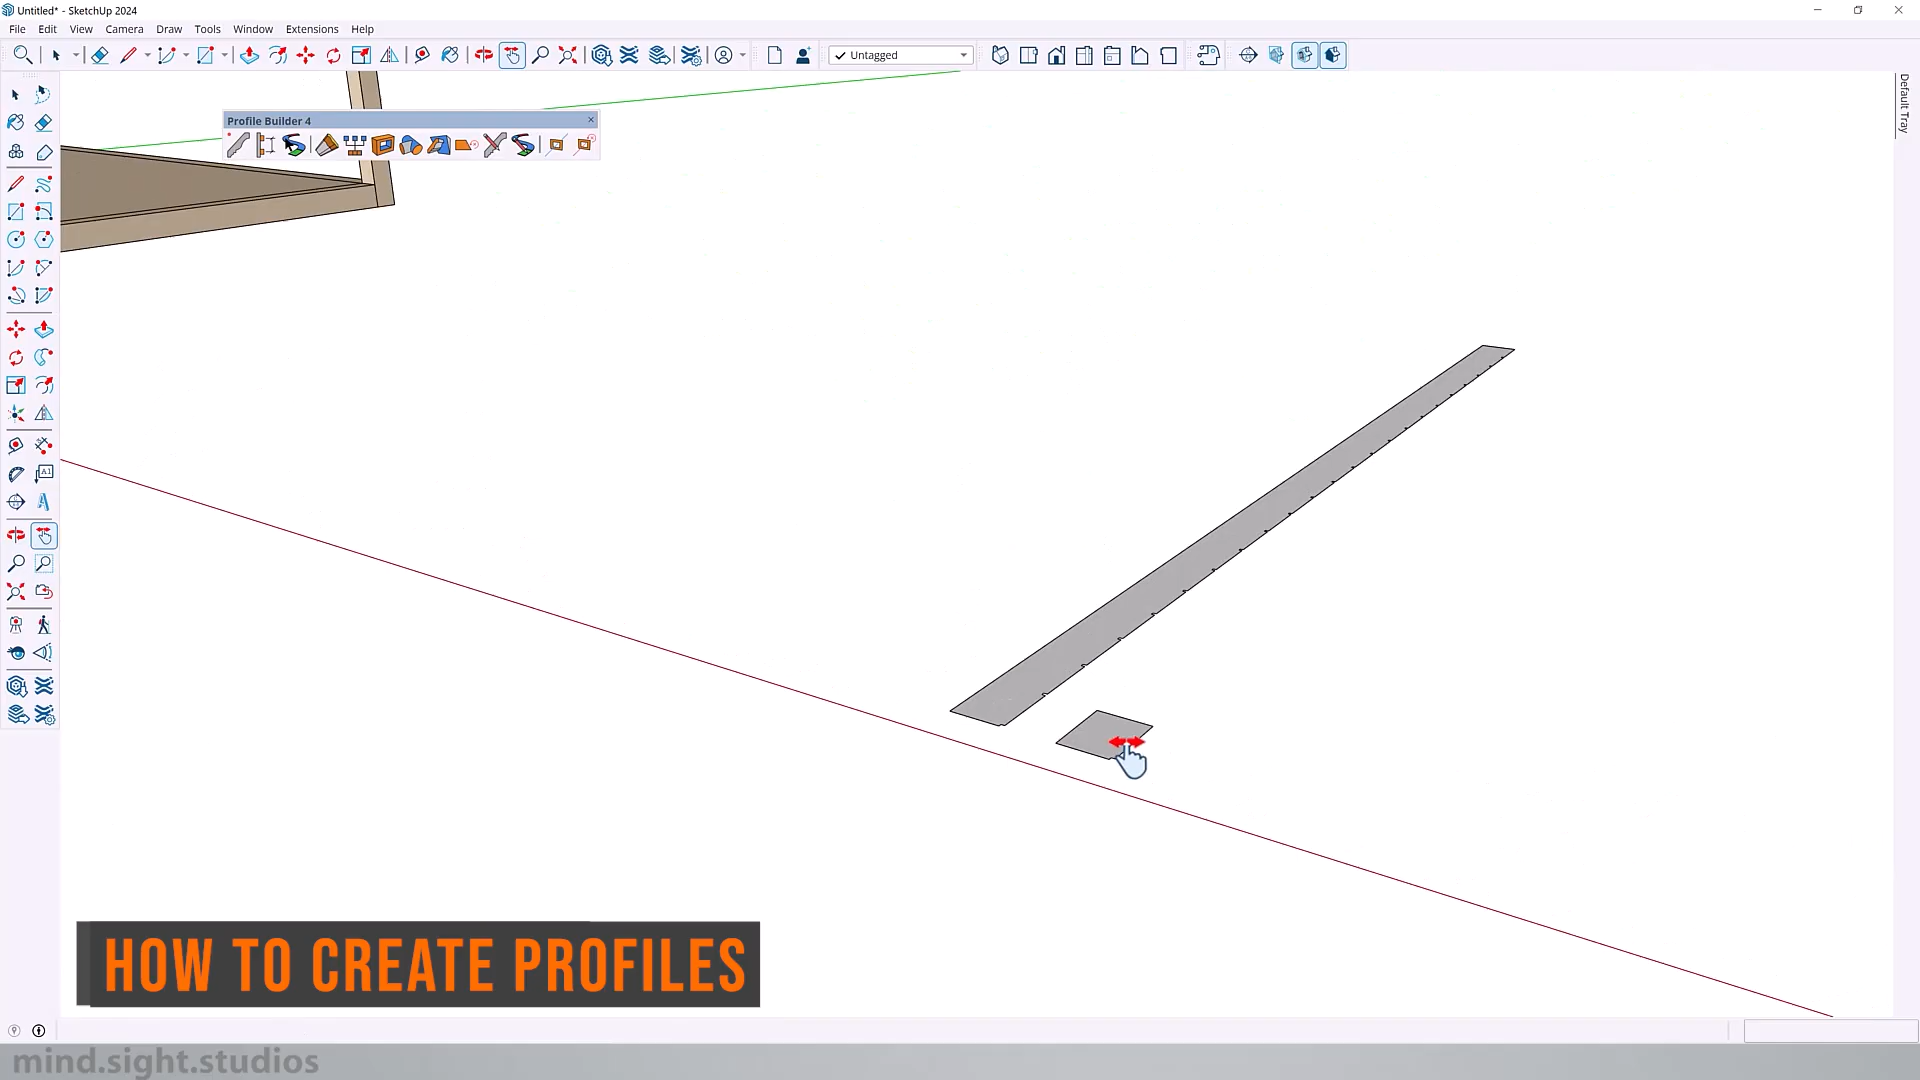 Untitled* - SketchUp 2024
File Edit View Camera Draw Tools Window Extensions Help
Untagged
Default Tray
Profile Builder 4
A1
A
HOW TO CREATE PROFILES
mind.sight.studios